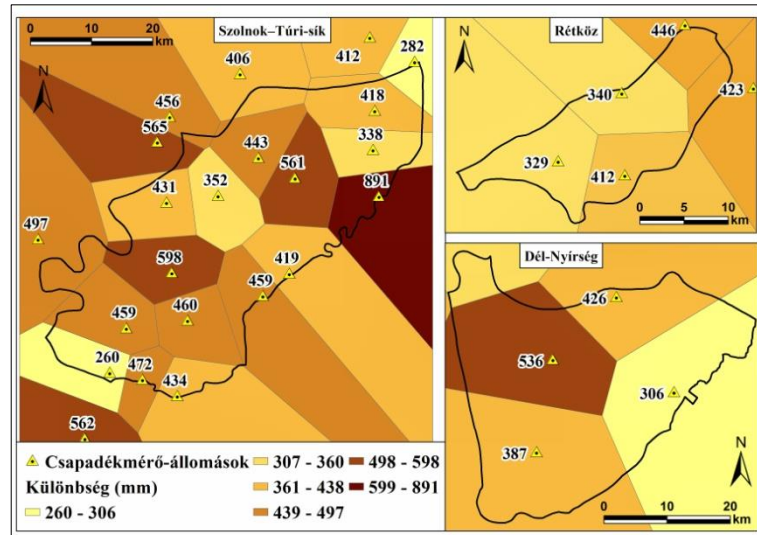 Szolnok–Túri-sík
0 10 20
km
N
406
412
282
456
418
565
443
338
561
431
352
891
497
598
419
459
459
460
260
472
434
562
Csapadékmérő-állomások
Különbség (mm)
260 - 306
307 - 360
361 - 438
439 - 497
498 - 598
599 - 891
Rétköz
446
N
340
423
329
412
0 5 10
km
Dél-Nyírség
426
536
306
387
N
0 10 20
km